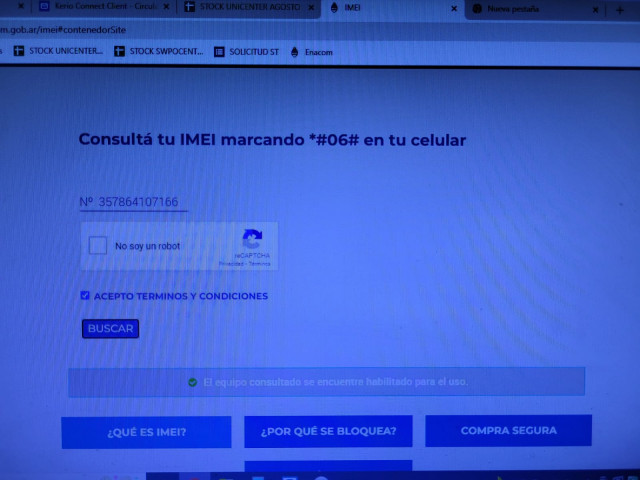 Kerio Connect Client - Circula
STOCK UNICENTER AGOSTO
IMEI
Nueva pestaña
m.gob.ar/imei#contenedorSite
STOCK UNICENTER...
STOCK SWPOCENT...
SOLICITUD ST
Enacom
Consultá tu IMEI marcando *#06# en tu celular
Nº 357864107166
No soy un robot
reCAPTCHA
Privacidad - Términos
ACEPTO TERMINOS Y CONDICIONES
BUSCAR
El equipo consultado se encuentra habilitado para el uso.
¿QUÉ ES IMEI?
¿POR QUÉ SE BLOQUEA?
COMPRA SEGURA